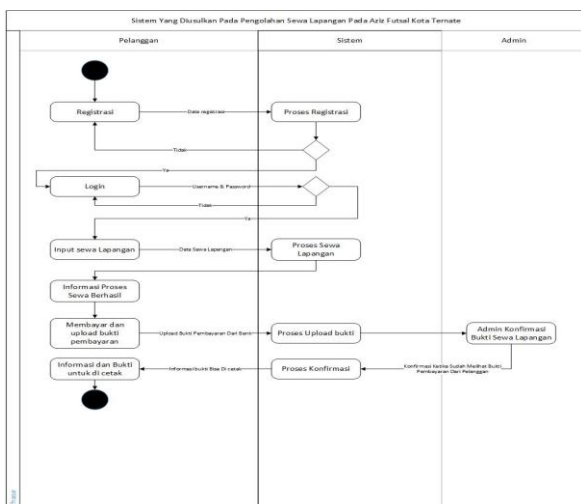 Sistem Yang Diusulkan Pada Pengolahan Sewa Lapangan Pada Aziz Futsal Kota Ternate
Pelanggan
Sistem
Admin
Registrasi
Data registrasi
Proses Registrasi
Tidak
Ya
Login
Username & Password
Tidak
Ya
Input sewa Lapangan
Data Sewa Lapangan
Proses Sewa
Lapangan
Informasi Proses
Sewa Berhasil
Membayar dan
upload bukti
pembayaran
Upload Bukti Pembayaran Dari Bank
Proses Upload bukti
Admin Konfirmasi
Bukti Sewa Lapangan
Informasi dan Bukti
untuk di cetak
Informasi bukti Bisa Di cetak
Proses Konfirmasi
Konfirmasi Ketika Sudah Melihat Bukti
Pembayaran Dari Pelanggan